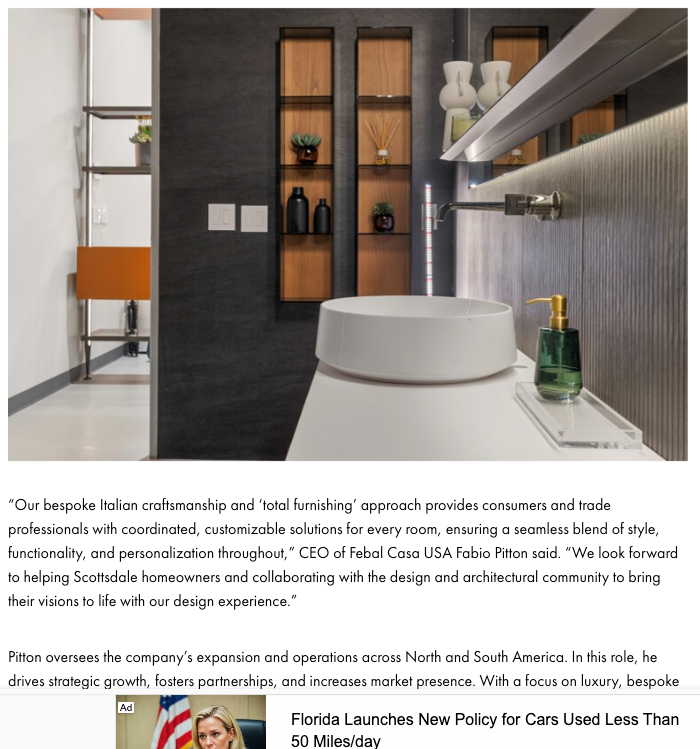 “Our bespoke Italian craftsmanship and ‘total furnishing’ approach provides consumers and trade
professionals with coordinated, customizable solutions for every room, ensuring a seamless blend of style,
functionality, and personalization throughout,” CEO of Febal Casa USA Fabio Pitton said. “We look forward
to helping Scottsdale homeowners and collaborating with the design and architectural community to bring
their visions to life with our design experience.”
Pitton oversees the company’s expansion and operations across North and South America. In this role, he
drives strategic growth, fosters partnerships, and increases market presence. With a focus on luxury, bespoke
Ad
Florida Launches New Policy for Cars Used Less Than
50 Miles/day